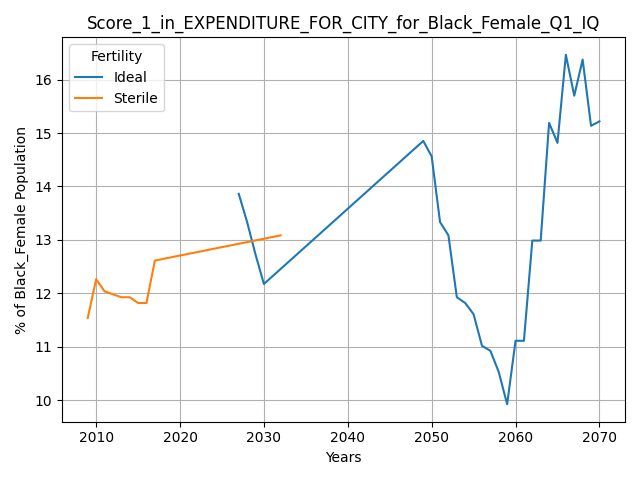 Score_1_in_EXPENDITURE_FOR_CITY_for_Black_Female_Q1_IQ
Fertility
Ideal
Sterile
% of Black_Female Population
16
15
14
13
12
11
10
2010 2020 2030 2040 2050 2060 2070
Years